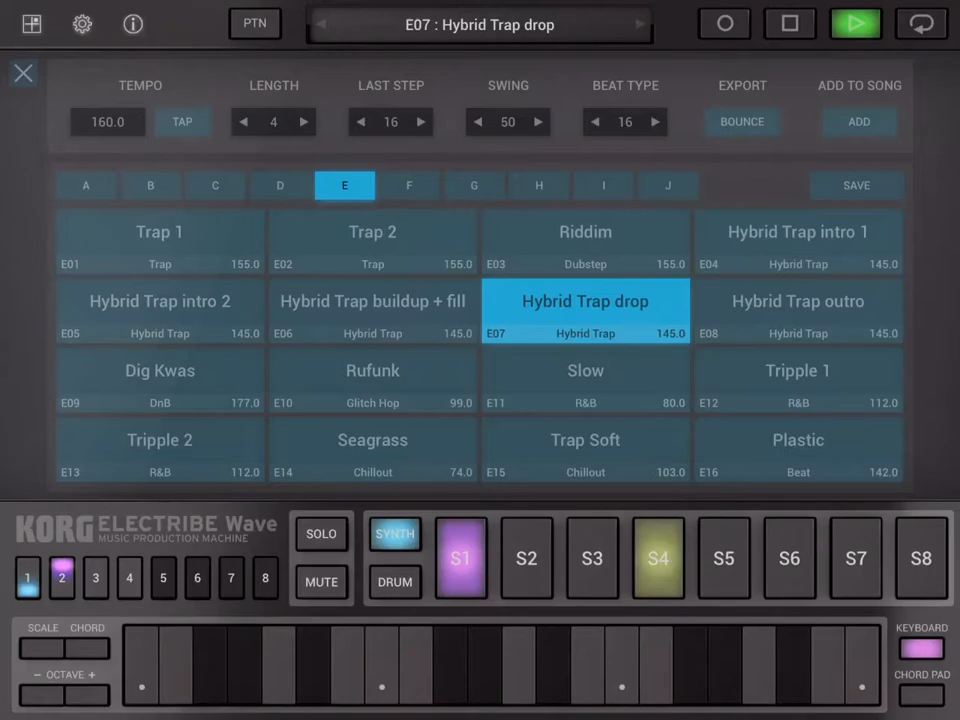 PTN
E07 : Hybrid Trap drop
TEMPO LENGTH LAST STEP SWING BEAT TYPE EXPORT ADD TO SONG
160.0 TAP 4 16 50 16 BOUNCE ADD
A B C D E F G H I J SAVE
Trap 1 Trap 2 Riddim Hybrid Trap intro 1
E01 Trap 155.0 E02 Trap 155.0 E03 Dubstep 155.0 E04 Hybrid Trap 145.0
Hybrid Trap intro 2 Hybrid Trap buildup + fill Hybrid Trap drop Hybrid Trap outro
E05 Hybrid Trap 145.0 E06 Hybrid Trap 145.0 E07 Hybrid Trap 145.0 E08 Hybrid Trap 145.0
Dig Kwas Rufunk Slow Tripple 1
E09 DnB 177.0 E10 Glitch Hop 99.0 E11 R&B 80.0 E12 R&B 112.0
Tripple 2 Seagrass Trap Soft Plastic
E13 R&B 112.0 E14 Chillout 74.0 E15 Chillout 103.0 E16 Beat 142.0
KORG ELECTRIBE Wave
MUSIC PRODUCTION MACHINE
1 2 3 4 5 6 7 8
SOLO SYNTH
MUTE DRUM
S1 S2 S3 S4 S5 S6 S7 S8
SCALE CHORD
− OCTAVE +
KEYBOARD
CHORD PAD